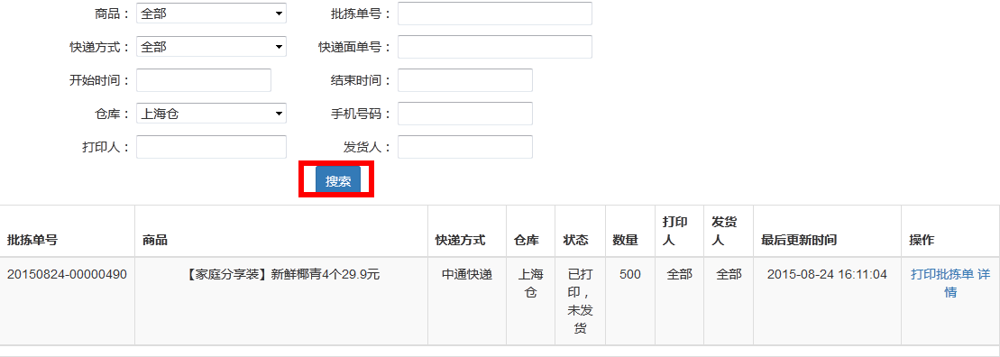 商品： 全部 批拣单号：
快递方式： 全部 快递面单号：
开始时间： 结束时间：
仓库： 上海仓 手机号码：
打印人： 发货人：
搜索
批拣单号 商品 快递方式 仓库 状态 数量 打印人 发货人 最后更新时间 操作
20150824-00000490 【家庭分享装】新鲜椰青4个29.9元 中通快递 上海仓 已打印，未发货 500 全部 全部 2015-08-24 16:11:04 打印批拣单 详情